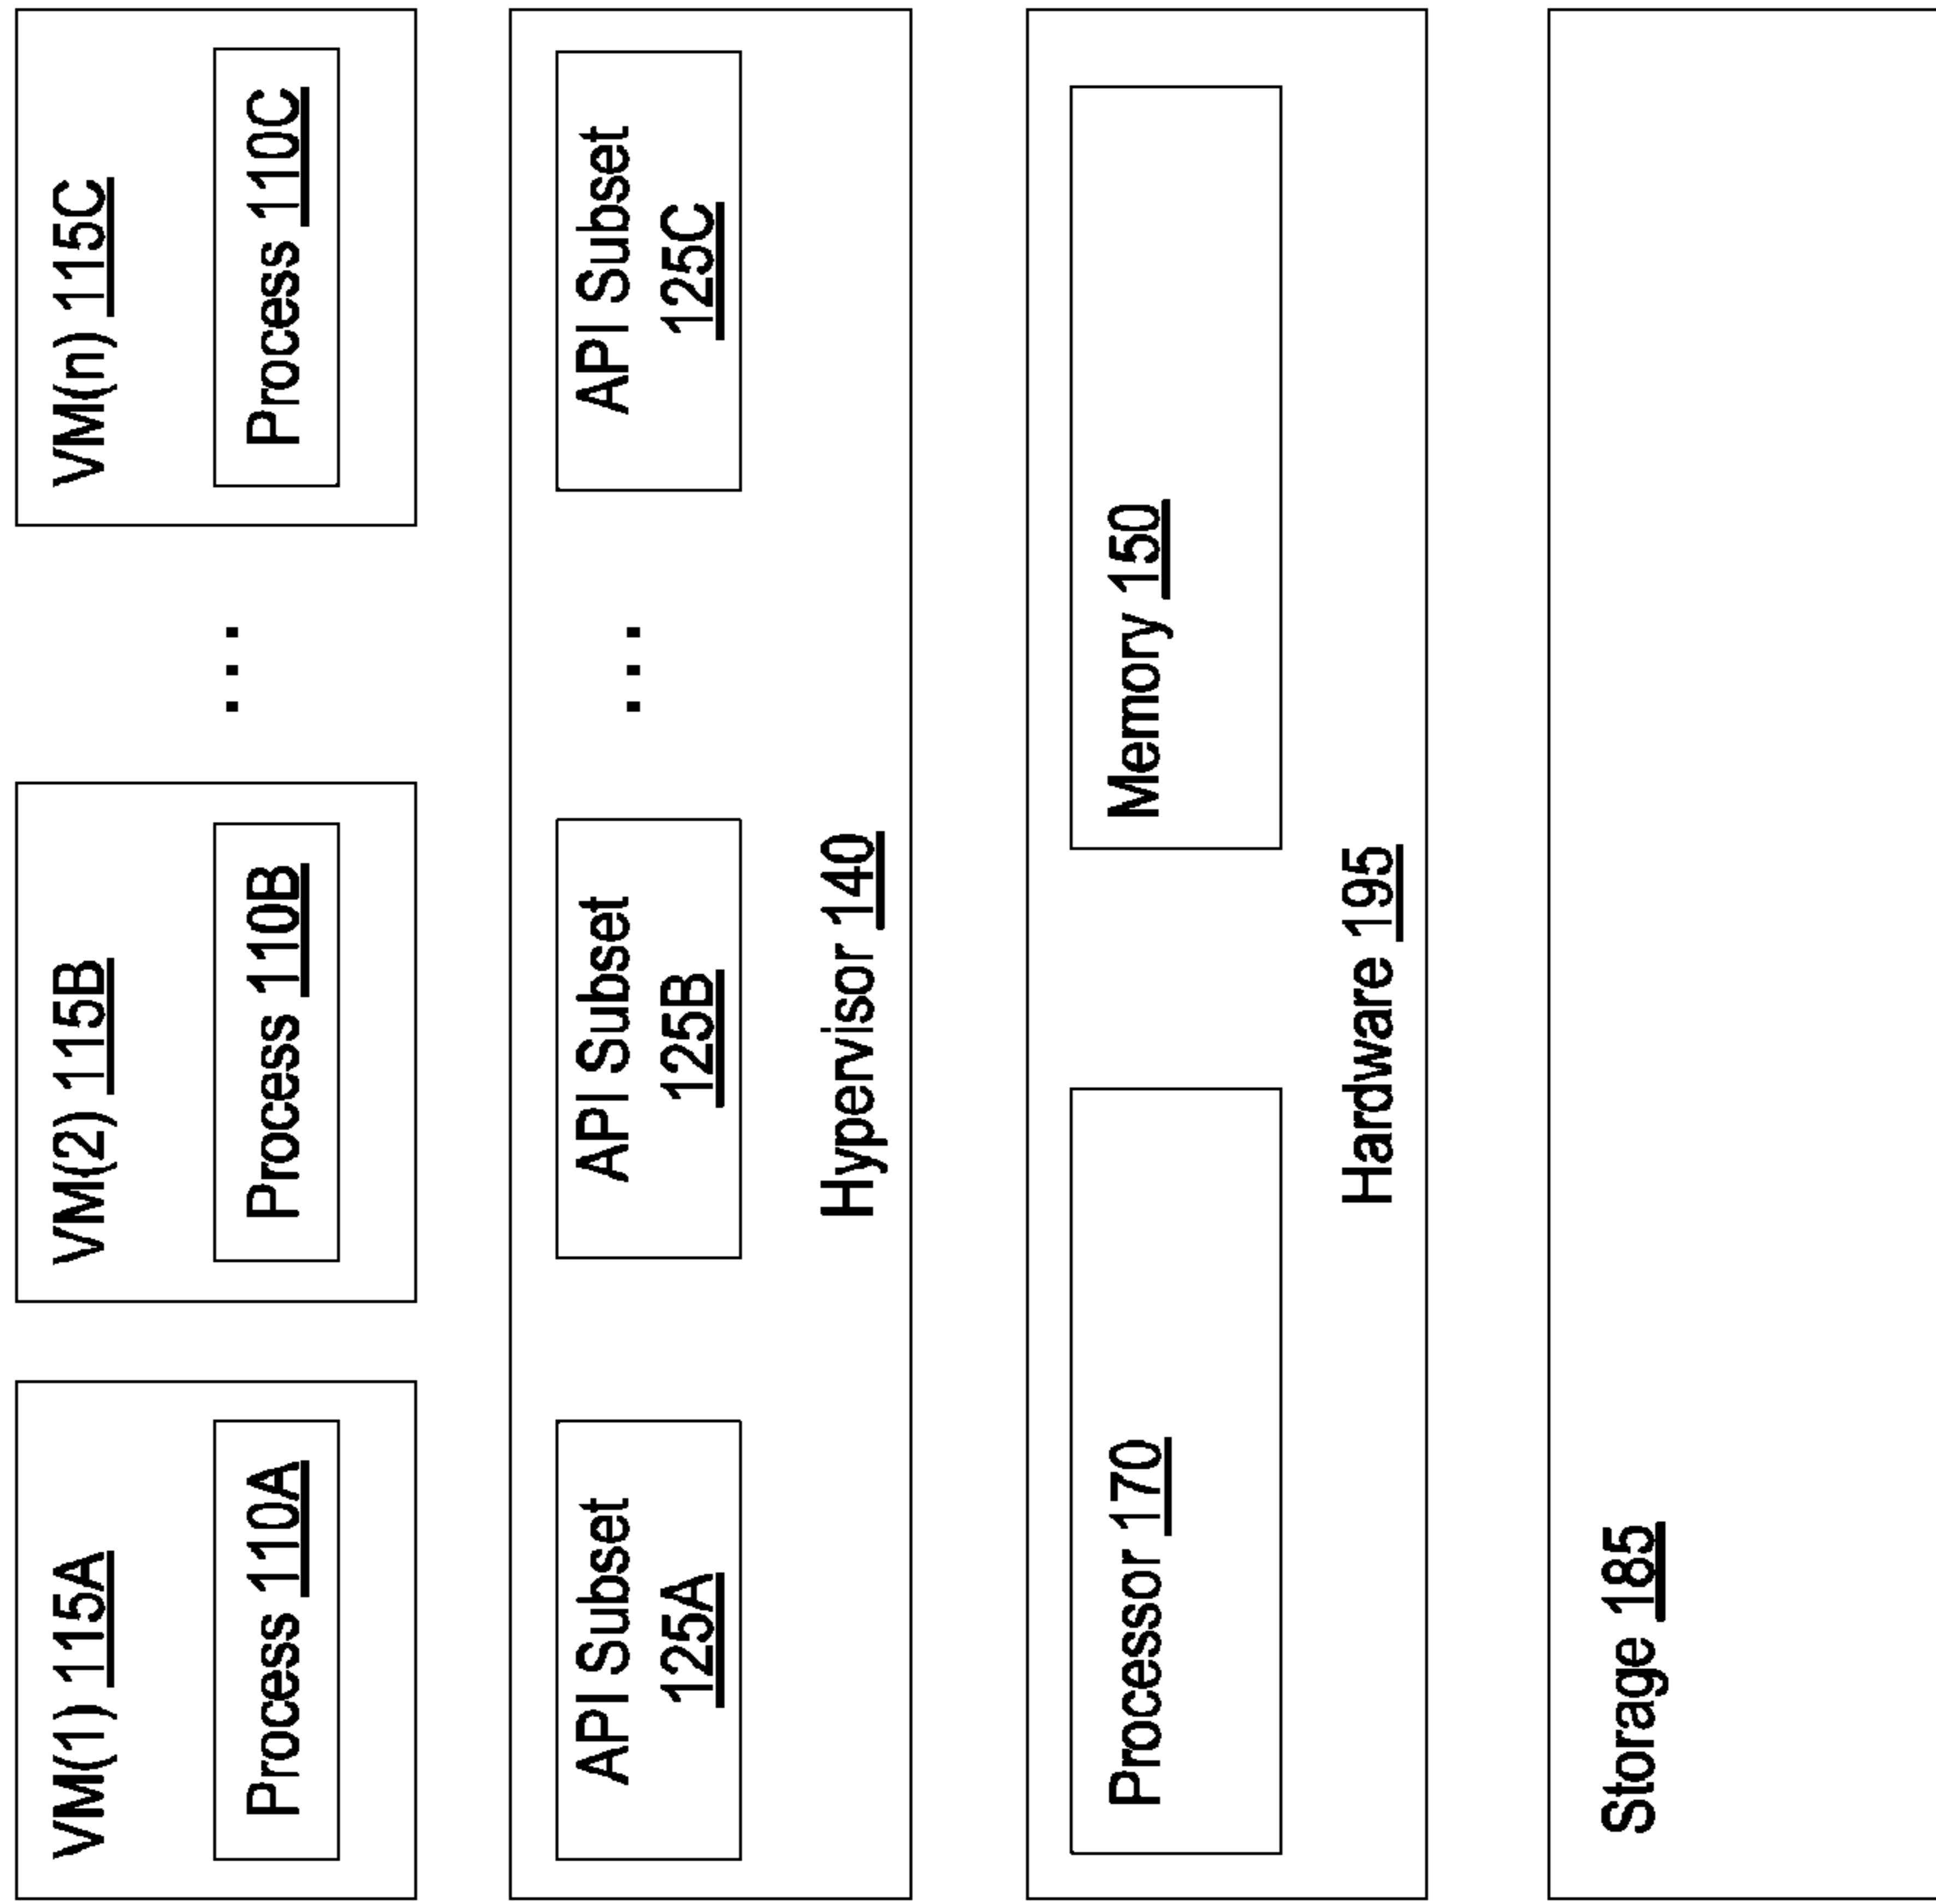 VM(1) 115A
Process 110A
VM(2) 115B
Process 110B
...
VM(n) 115C
Process 110C
API Subset
125A
API Subset
125B
...
API Subset
125C
Hypervisor 140
Processor 170
Memory 150
Hardware 195
Storage 185